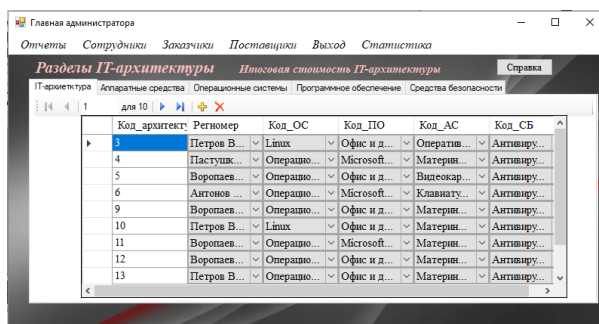 Главная администратора
Отчеты Сотрудники Заказчики Поставщики Выход Статистика
Разделы IT-архитектуры Итоговая стоимость IT-архитектуры Справка
IT-архиетктура Аппаратные средства Операционные системы Программное обеспечение Средства безопасности
1 для 10
Код_архитекту Регномер Код_ОС Код_ПО Код_АС Код_СБ
3 Петров В... Linux Офис и д... Оператив... Антивиру...
4 Пастушк... Операцио... Microsoft... Материн... Антивиру...
5 Воропаев... Операцио... Офис и д... Видеокар... Антивиру...
6 Антонов ... Операцио... Microsoft... Клавиату... Антивиру...
9 Воропаев... Операцио... Офис и д... Материн... Антивиру...
10 Петров В... Linux Офис и д... Материн... Антивиру...
11 Воропаев... Операцио... Microsoft... Материн... Антивиру...
12 Воропаев... Операцио... Офис и д... Материн... Антивиру...
13 Петров В... Операцио... Офис и д... Материн... Антивиру...